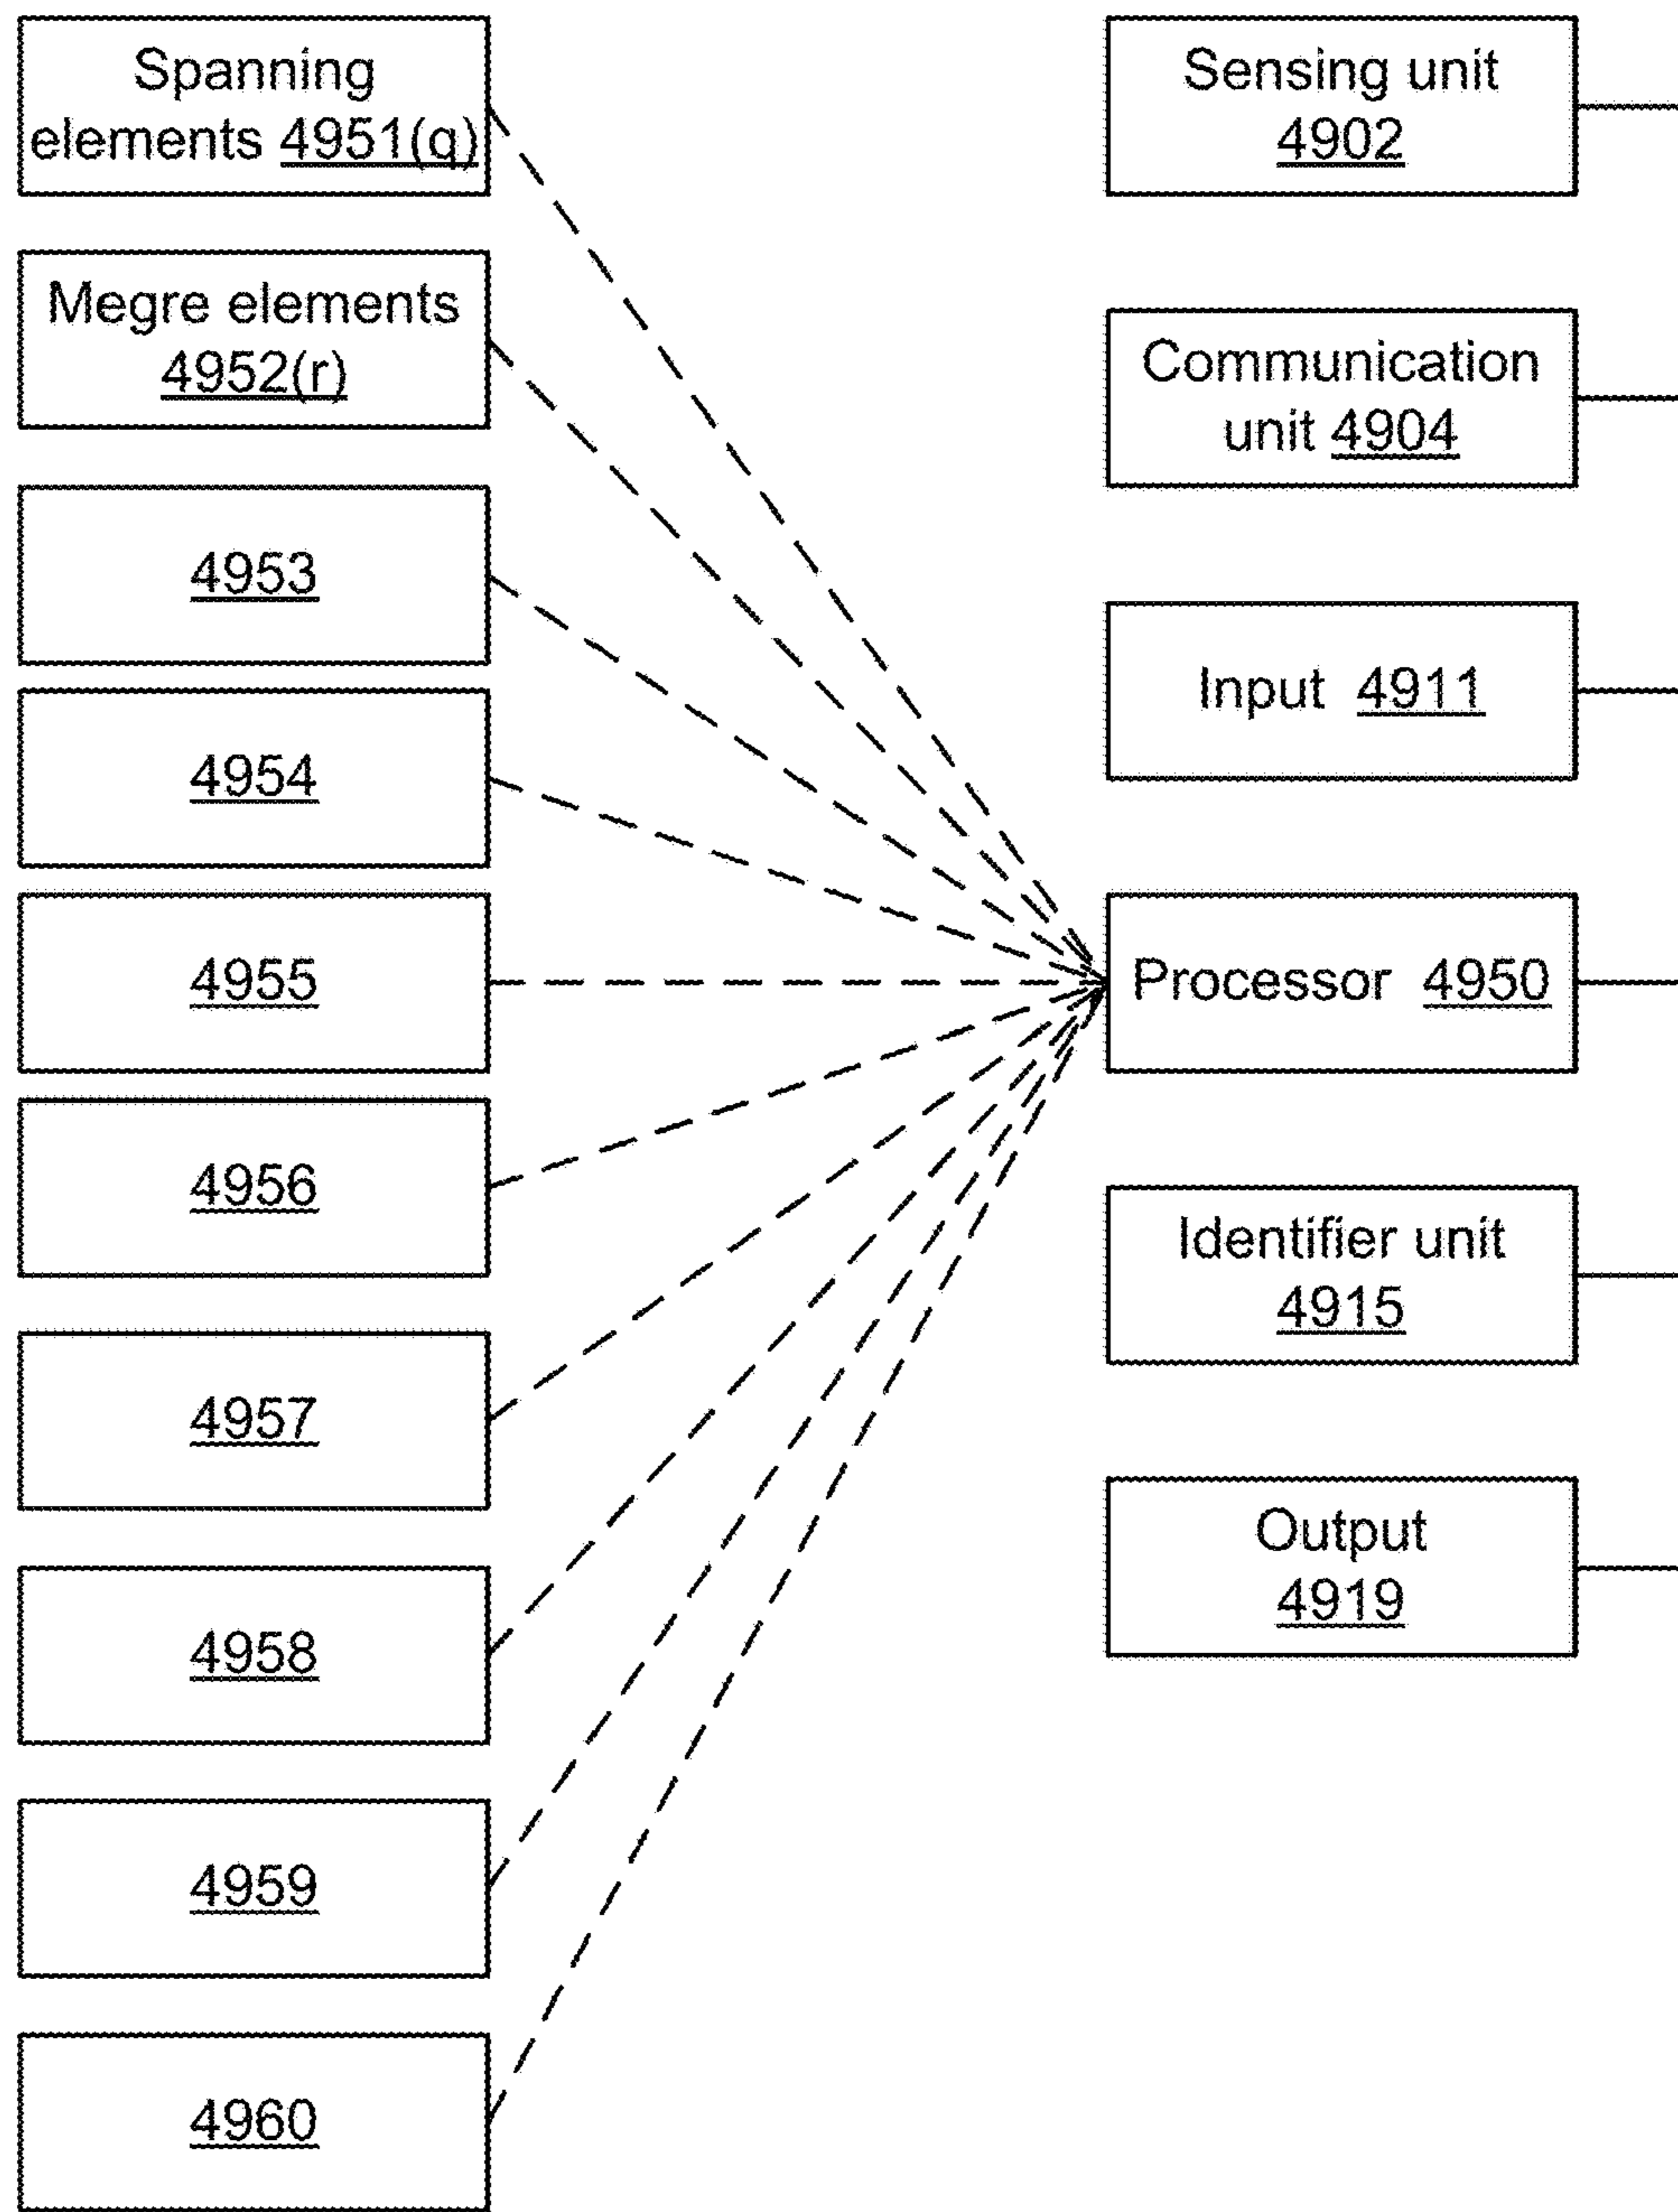 Spanning
elements 4951(q)
Megre elements
4952(r)
4953
4954
4955
4956
4957
4958
4959
4960
Sensing unit
4902
Communication
unit 4904
Input 4911
Processor 4950
Identifier unit
4915
Output
4919